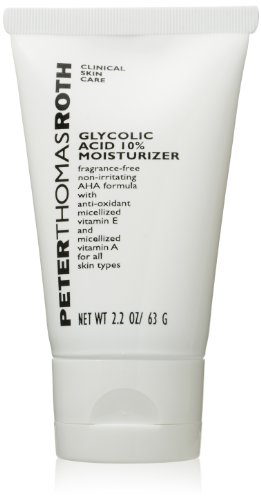 CLINICAL
SKIN
CARE
PETERTHOMASROTH
GLYCOLIC
ACID 10%
MOISTURIZER
fragrance-free
non-irritating
AHA formula
with
anti-oxidant
micellized
vitamin E
and
micellized
vitamin A
for all
skin types
NET WT 2.2 OZ/ 63 G